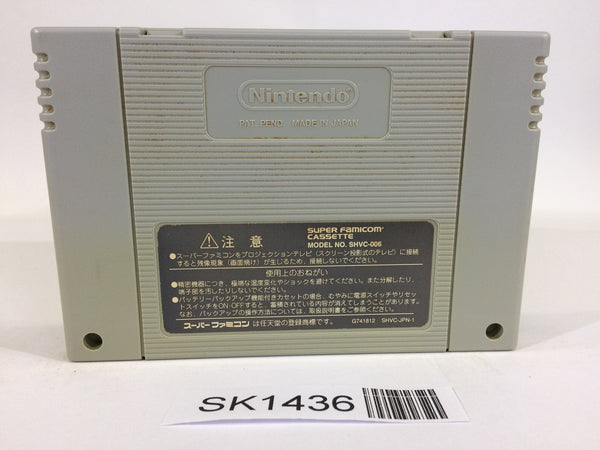 Nintendo
PAT. PEND. MADE IN JAPAN
⚠注意
SUPER FAMICOM
CASSETTE
MODEL NO. SHVC-006
●スーパーファミコンをプロジェクションテレビ(スクリーン投影式のテレビ)に接続
すると残像現象(画面焼け)が生じるため、接続しないでください。
使用上のおねがい
●精密機器につき、極端な温度変化やショックを避けてください。また分解したり、
端子部を汚したりしないでください。
●バッテリーバックアップ機能付きカセットの場合、むやみに電源スイッチやリセッ
トスイッチをON OFFすると、蓄積されている内容が消えてしまうことがあります。
なお、バックアップの操作方法については、取扱説明書をご参照ください。
スーパーファミコンは任天堂の登録商標です。 G741812 SHVC-JPN-1
SK1436